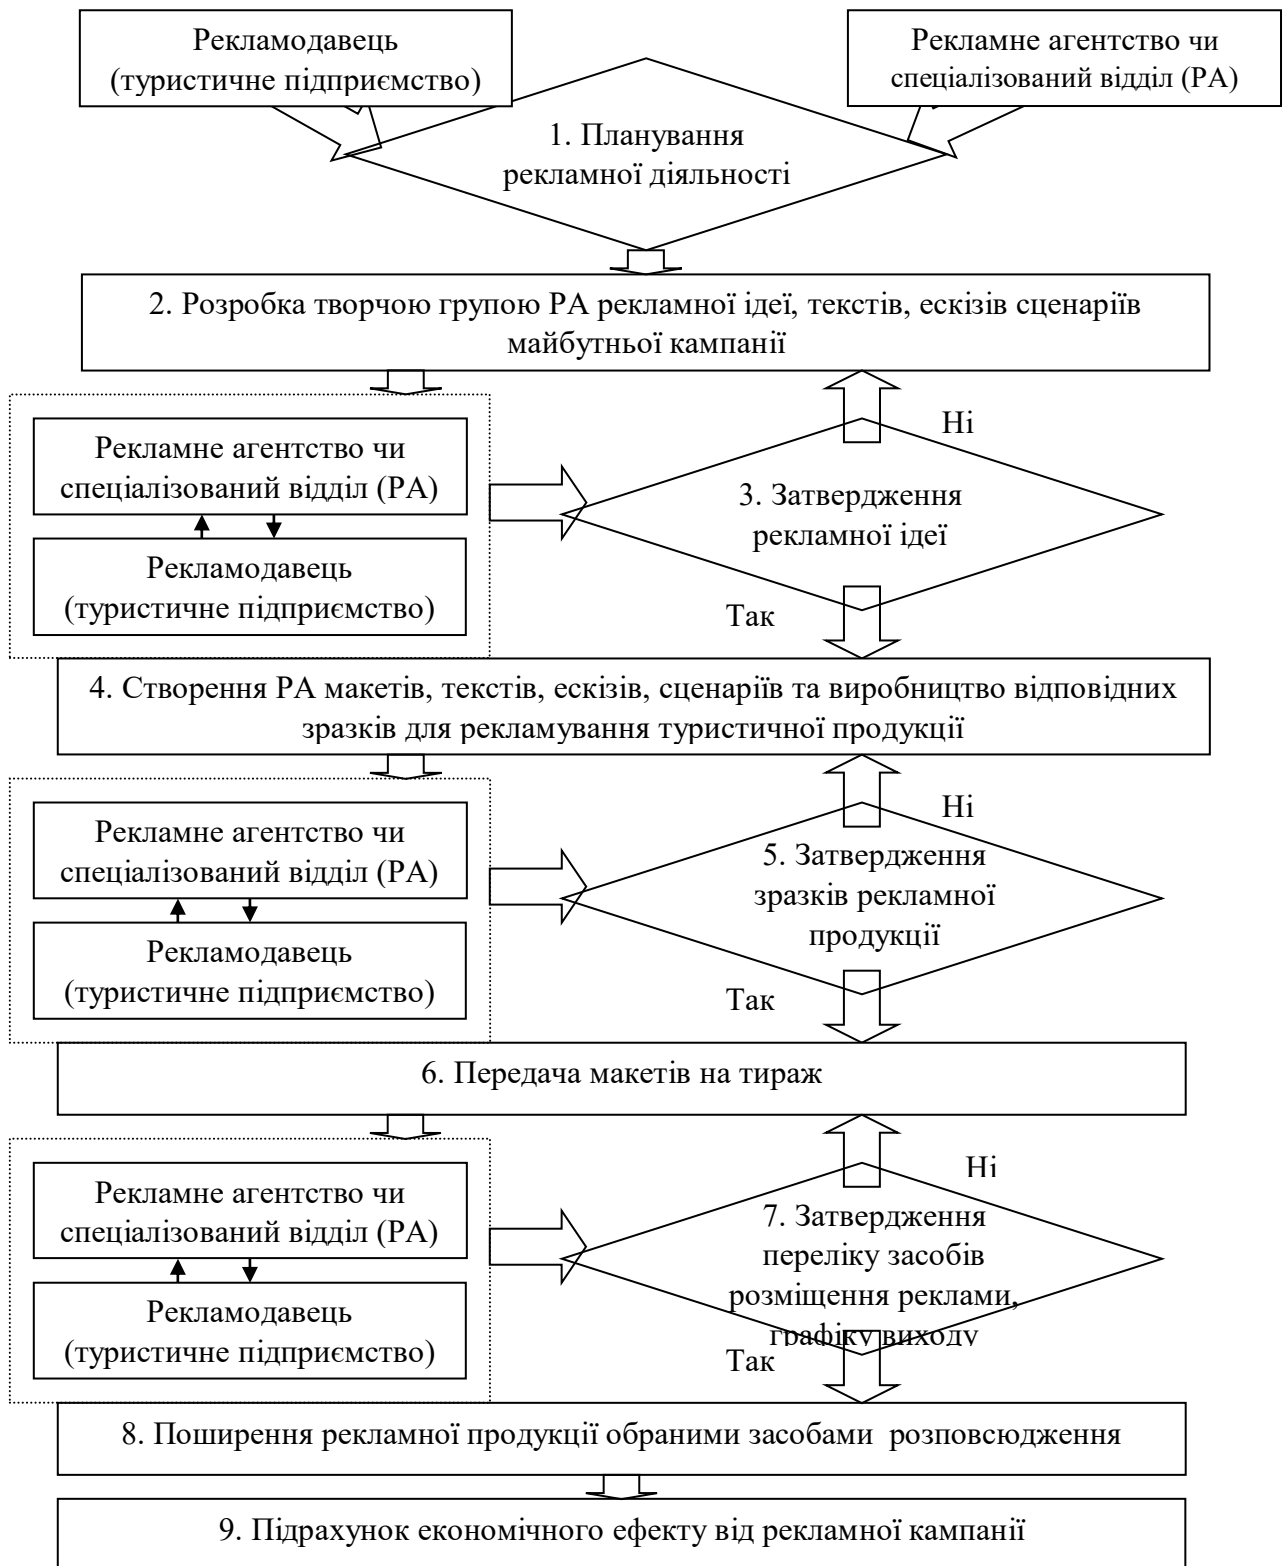 Рекламодавець
(туристичне підприємство)
Рекламне агентство чи
спеціалізований відділ (РА)
1. Планування
рекламної діяльності
2. Розробка творчою групою РА рекламної ідеї, текстів, ескізів сценаріїв
майбутньої кампанії
Рекламне агентство чи
спеціалізований відділ (РА)
Рекламодавець
(туристичне підприємство)
Ні
3. Затвердження
рекламної ідеї
Так
4. Створення РА макетів, текстів, ескізів, сценаріїв та виробництво відповідних
зразків для рекламування туристичної продукції
Рекламне агентство чи
спеціалізований відділ (РА)
Рекламодавець
(туристичне підприємство)
Ні
5. Затвердження
зразків рекламної
продукції
Так
6. Передача макетів на тираж
Рекламне агентство чи
спеціалізований відділ (РА)
Рекламодавець
(туристичне підприємство)
Ні
7. Затвердження
переліку засобів
розміщення реклами,
графіку виходу
Так
8. Поширення рекламної продукції обраними засобами розповсюдження
9. Підрахунок економічного ефекту від рекламної кампанії